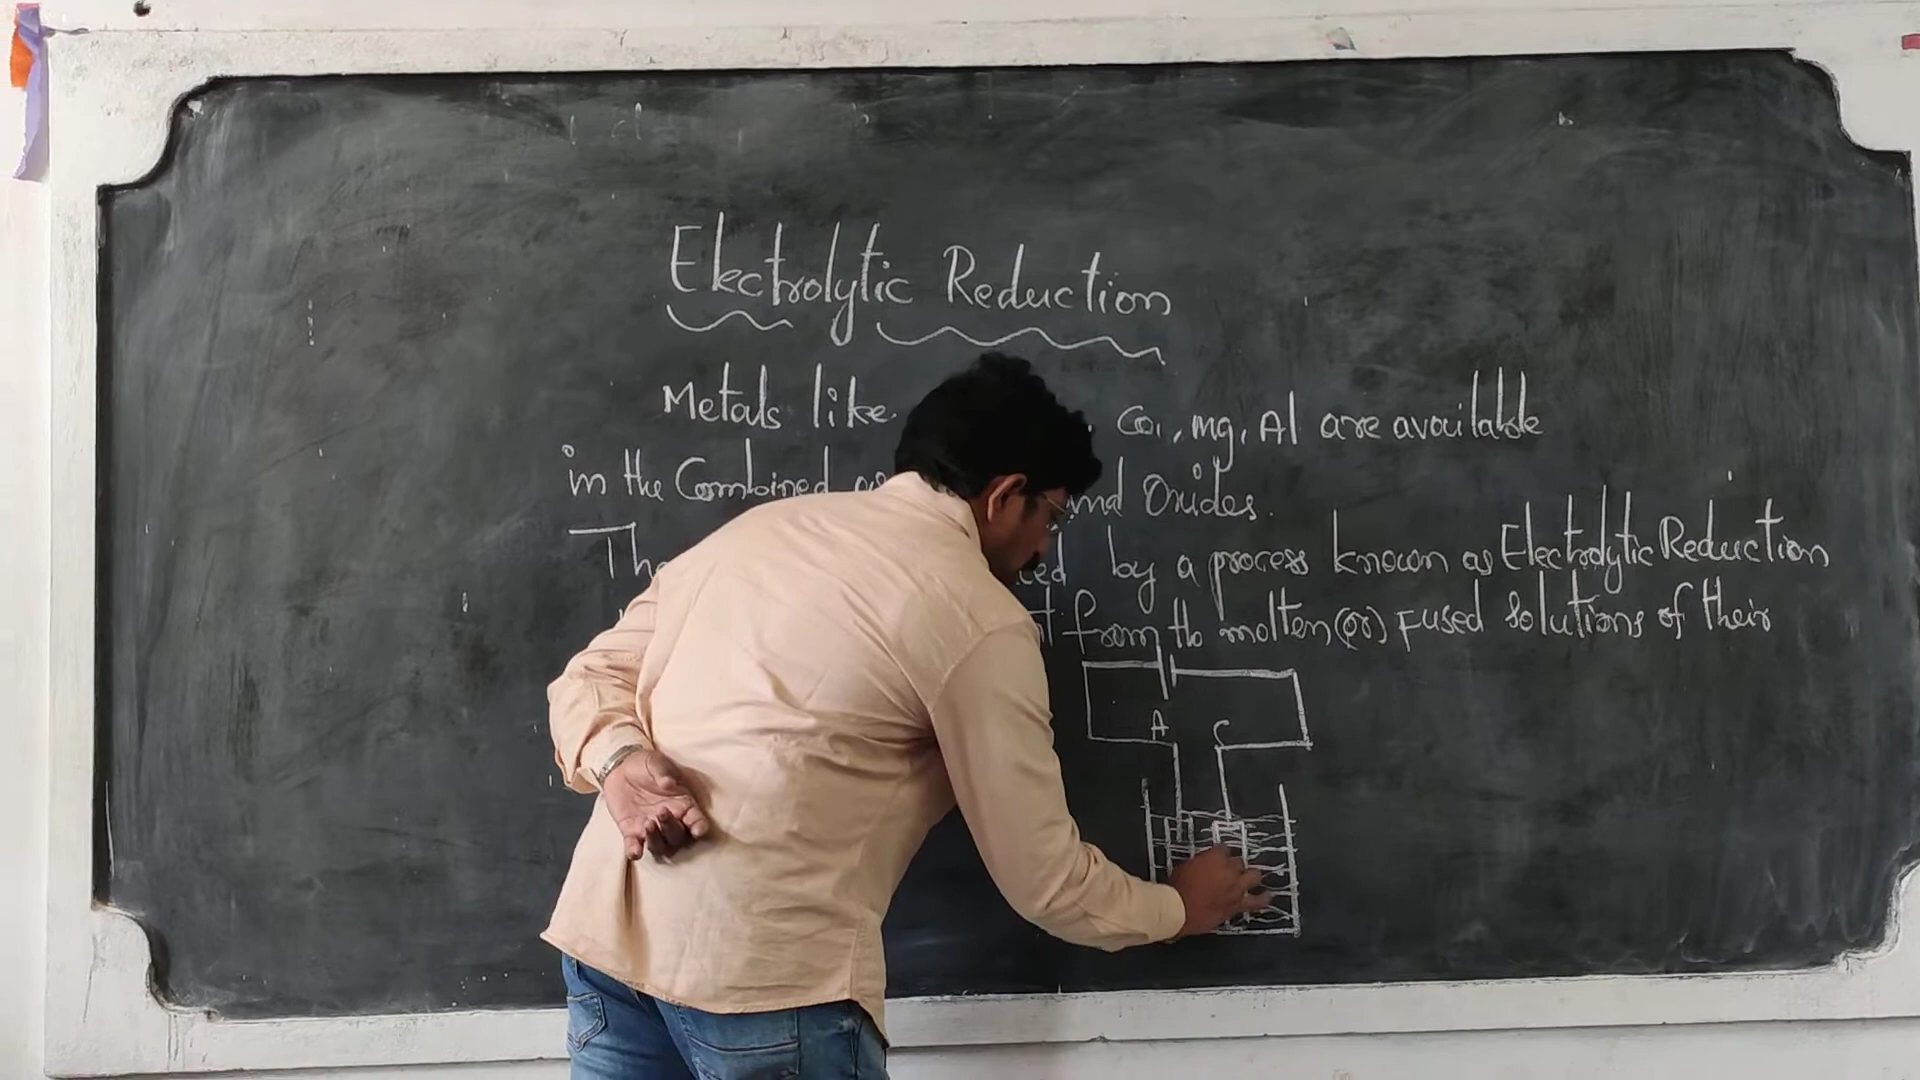 Electrolytic Reduction
Metals like Ca, mg, Al are available
in the Combined and Oxides.
by a process known as Electrolytic Reduction
from the molten (or) Fused Solutions of their
A C